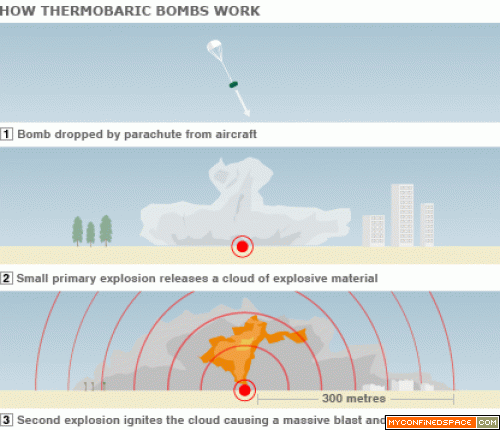 HOW THERMOBARIC BOMBS WORK
1 Bomb dropped by parachute from aircraft
2 Small primary explosion releases a cloud of explosive material
300 metres
3 Second explosion ignites the cloud causing a massive blast and
MYCONFINEDSPACE.COM